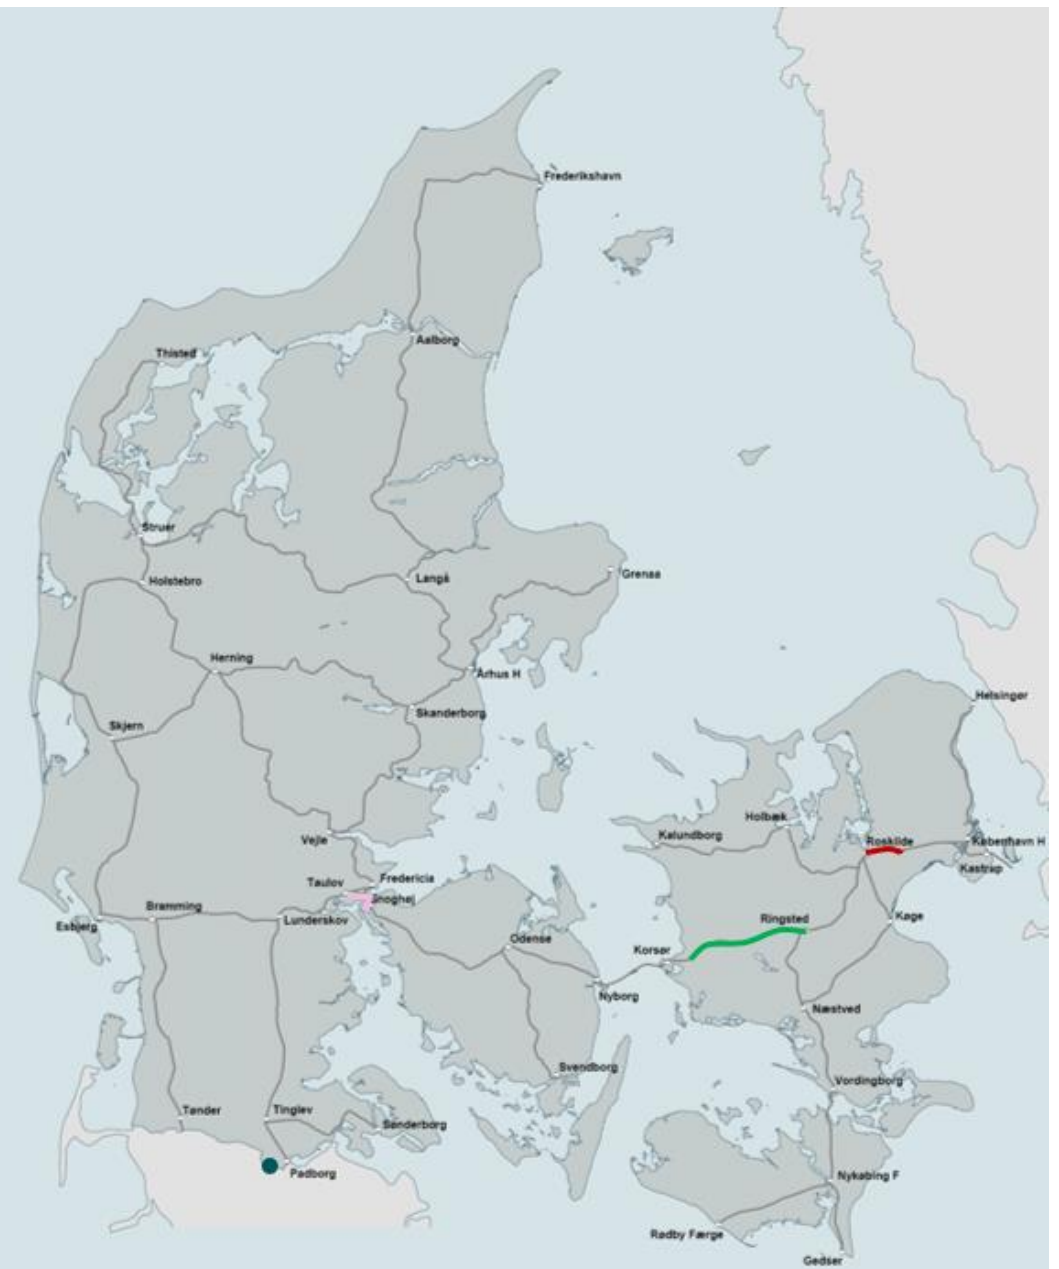 Frederikshavn
Aalborg
Thisted
Struer
Grenaa
Langå
Holstebro
Herning
Århus H
Helsingør
Skanderborg
Skjern
Holbæk
Kalundborg
Vejle
Roskilde
København H
Kastrup
Fredericia
Taulov
Snoghøj
Bramming
Lunderskov
Esbjerg
Ringsted
Køge
Odense
Korsør
Nyborg
Næstved
Svendborg
Vordingborg
Tønder
Tinglev
Sønderborg
Padborg
Nykøbing F
Rødby Færge
Gedser